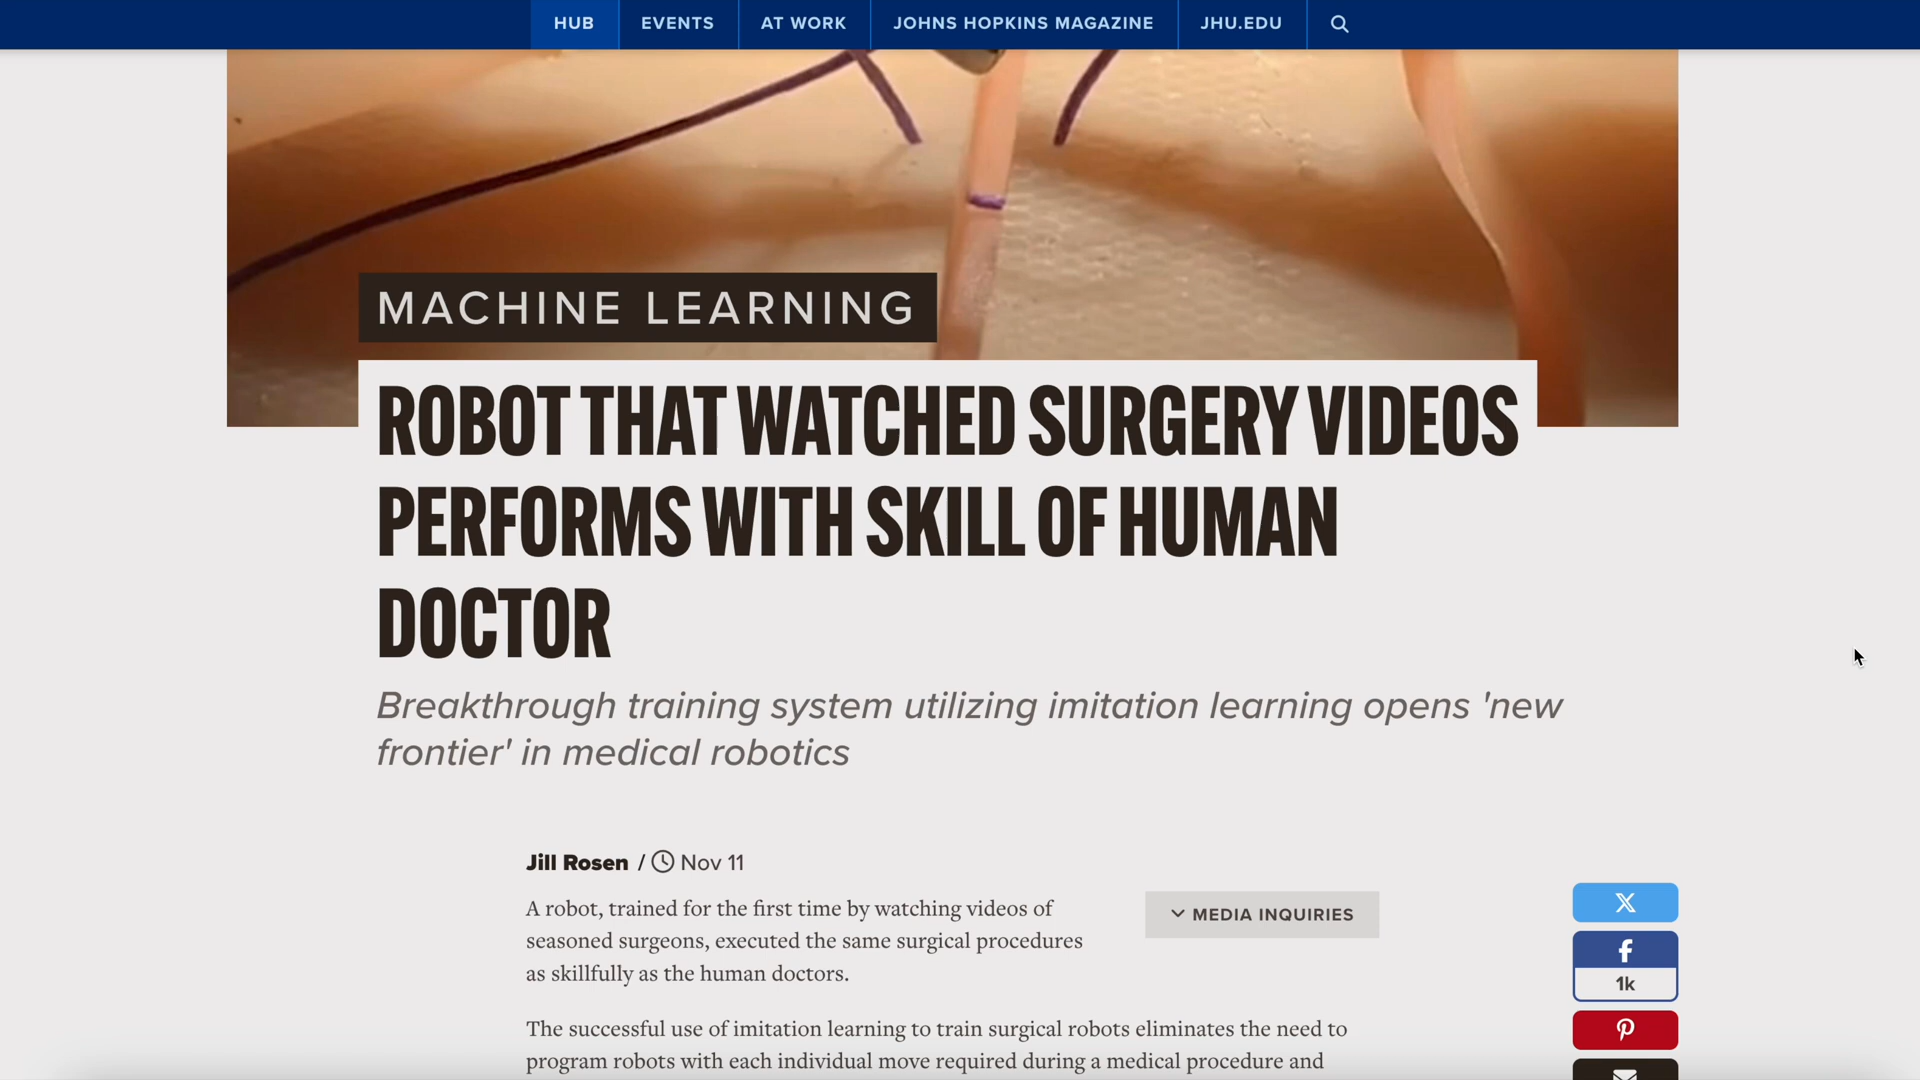 HUB EVENTS AT WORK JOHNS HOPKINS MAGAZINE JHU.EDU
MACHINE LEARNING
ROBOT THAT WATCHED SURGERY VIDEOS
PERFORMS WITH SKILL OF HUMAN
DOCTOR
Breakthrough training system utilizing imitation learning opens 'new
frontier' in medical robotics
Jill Rosen / Nov 11
A robot, trained for the first time by watching videos of
seasoned surgeons, executed the same surgical procedures
as skillfully as the human doctors.
MEDIA INQUIRIES
1k
The successful use of imitation learning to train surgical robots eliminates the need to
program robots with each individual move required during a medical procedure and